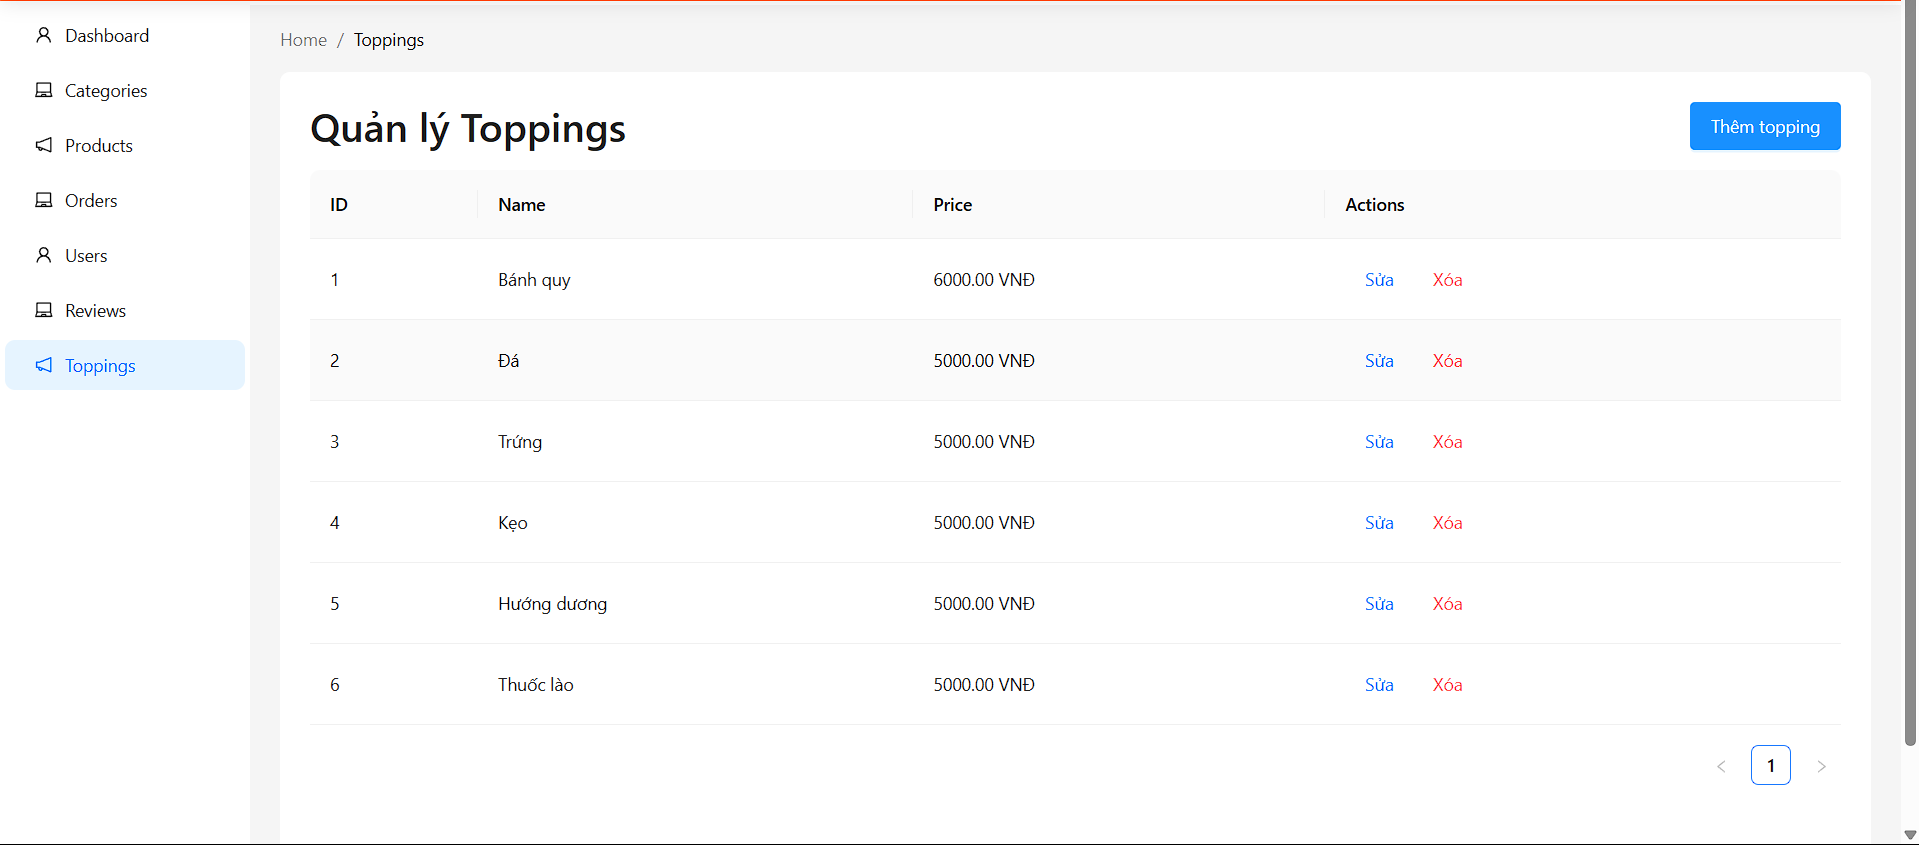 Dashboard
Categories
Products
Orders
Users
Reviews
Toppings
Home / Toppings
Quản lý Toppings
Thêm topping
ID Name Price Actions
1 Bánh quy 6000.00 VNĐ Sửa Xóa
2 Đá 5000.00 VNĐ Sửa Xóa
3 Trứng 5000.00 VNĐ Sửa Xóa
4 Kẹo 5000.00 VNĐ Sửa Xóa
5 Hướng dương 5000.00 VNĐ Sửa Xóa
6 Thuốc lào 5000.00 VNĐ Sửa Xóa
< 1 >